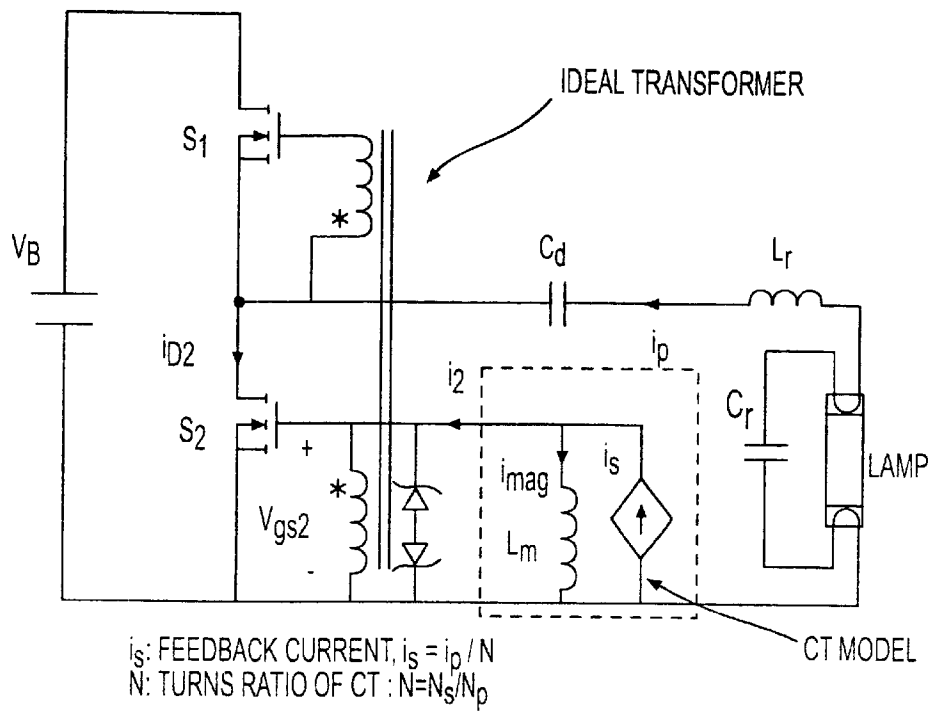 IDEAL TRANSFORMER
S1
*
VB
Cd
Lr
iD2
ip
i2
Cr
S2
+
is
imag
LAMP
*
Vgs2
Lm
-
CT MODEL
is: FEEDBACK CURRENT, is = ip / N
N: TURNS RATIO OF CT : N=Ns/Np